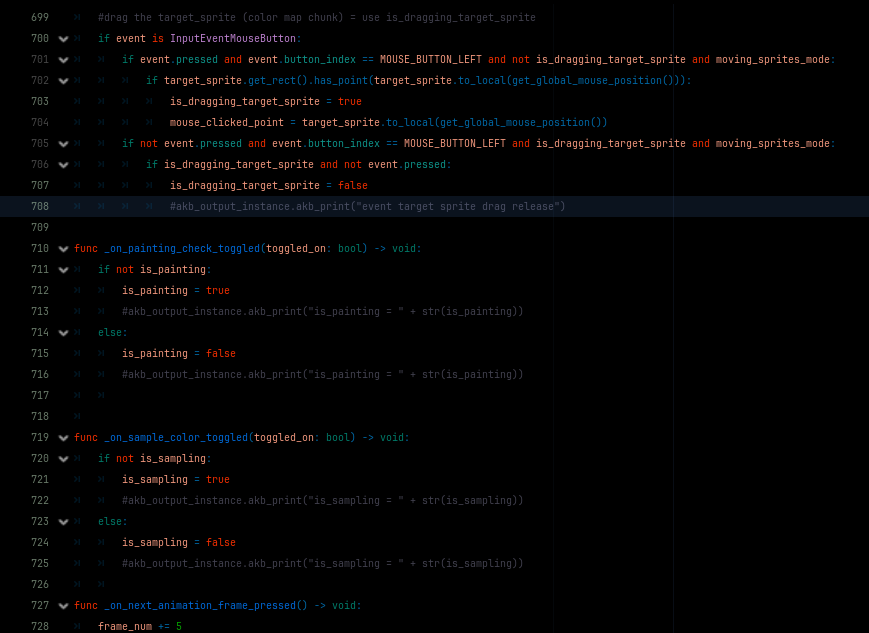 699 #drag the target_sprite (color map chunk) = use is_dragging_target_sprite
700 if event is InputEventMouseButton:
701 if event.pressed and event.button_index == MOUSE_BUTTON_LEFT and not is_dragging_target_sprite and moving_sprites_mode:
702 if target_sprite.get_rect().has_point(target_sprite.to_local(get_global_mouse_position())):
703 is_dragging_target_sprite = true
704 mouse_clicked_point = target_sprite.to_local(get_global_mouse_position())
705 if not event.pressed and event.button_index == MOUSE_BUTTON_LEFT and is_dragging_target_sprite and moving_sprites_mode:
706 if is_dragging_target_sprite and not event.pressed:
707 is_dragging_target_sprite = false
708 #akb_output_instance.akb_print("event target sprite drag release")
709
710 func _on_painting_check_toggled(toggled_on: bool) -> void:
711 if not is_painting:
712 is_painting = true
713 #akb_output_instance.akb_print("is_painting = " + str(is_painting))
714 else:
715 is_painting = false
716 #akb_output_instance.akb_print("is_painting = " + str(is_painting))
717
718
719 func _on_sample_color_toggled(toggled_on: bool) -> void:
720 if not is_sampling:
721 is_sampling = true
722 #akb_output_instance.akb_print("is_sampling = " + str(is_sampling))
723 else:
724 is_sampling = false
725 #akb_output_instance.akb_print("is_sampling = " + str(is_sampling))
726
727 func _on_next_animation_frame_pressed() -> void:
728 frame_num += 5